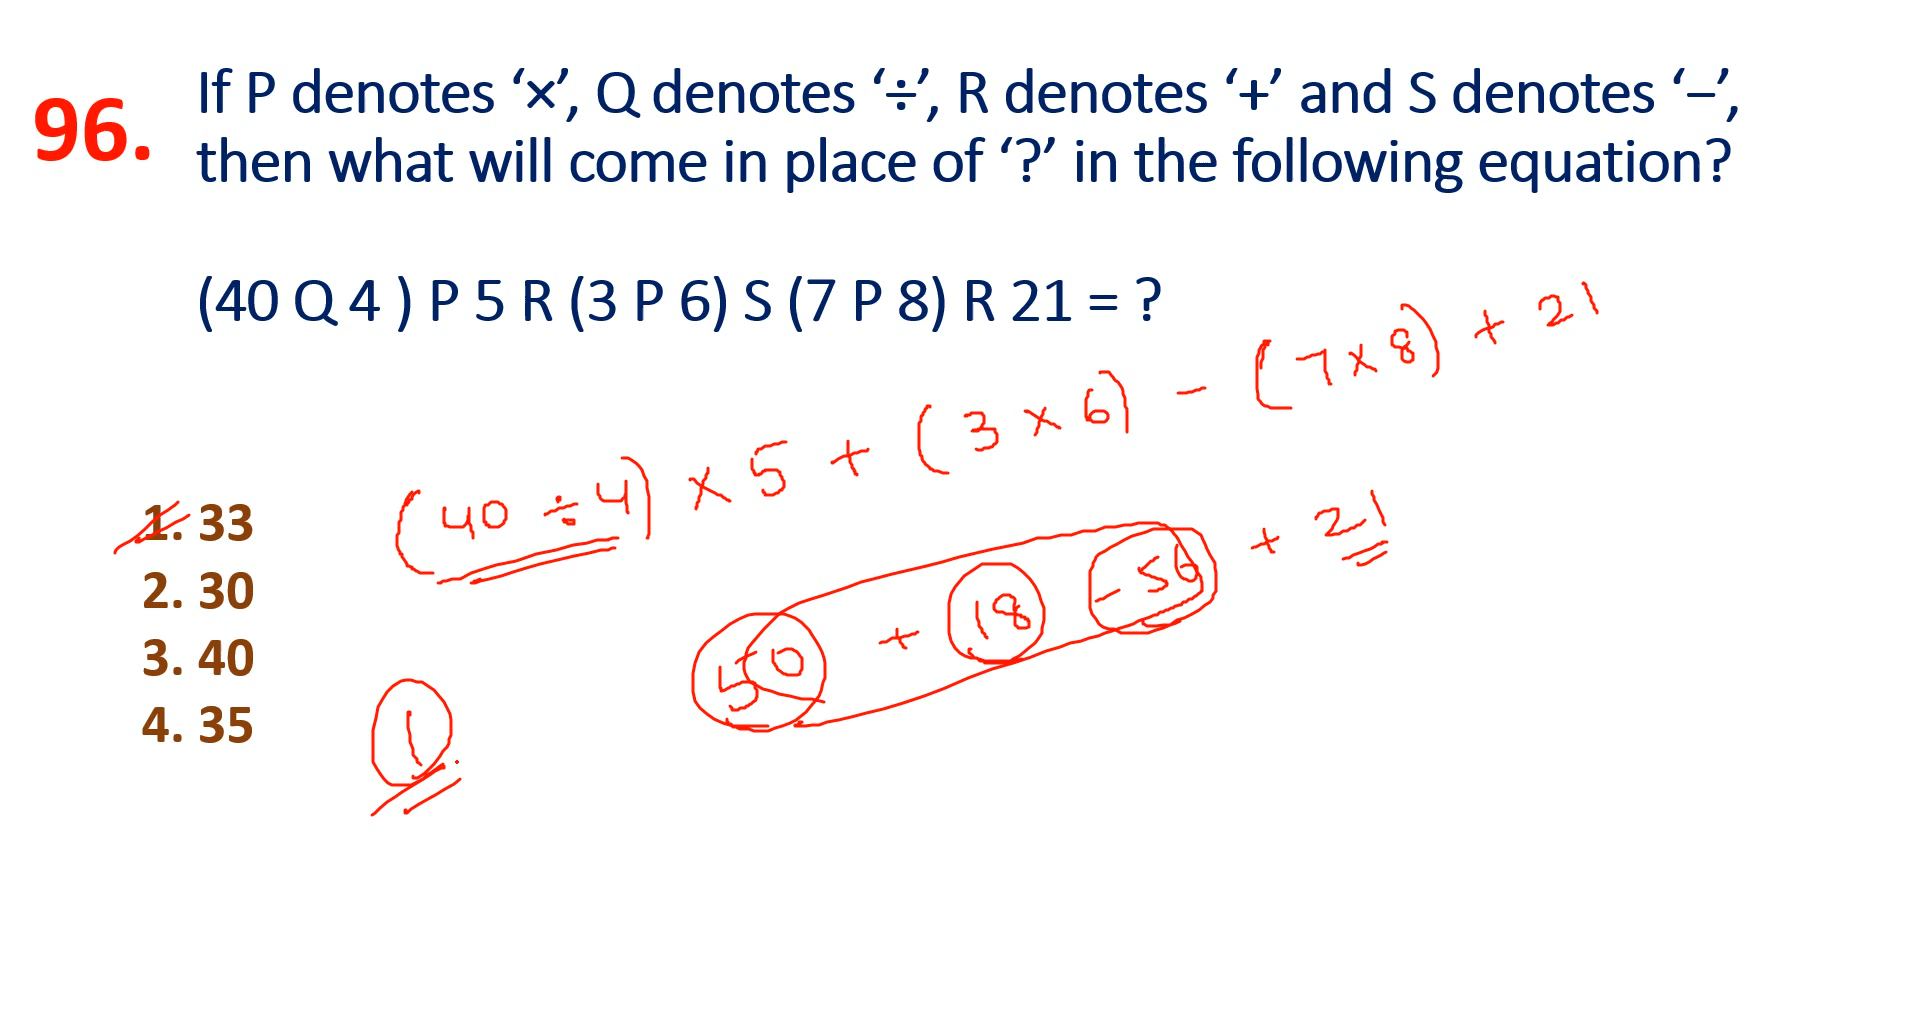 96.
If P denotes ‘×’, Q denotes ‘÷’, R denotes ‘+’ and S denotes ‘−’,
then what will come in place of ‘?’ in the following equation?
(40 Q 4 ) P 5 R (3 P 6) S (7 P 8) R 21 = ?
(40 ÷ 4) × 5 + (3 × 6) - (7 × 8) + 21
1. 33
2. 30
3. 40
4. 35
50 + 18 - 56 + 21
1